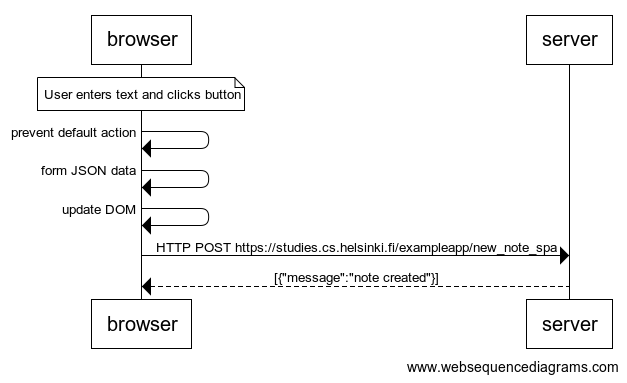 browser
server
User enters text and clicks button
prevent default action
form JSON data
update DOM
HTTP POST https://studies.cs.helsinki.fi/exampleapp/new_note_spa
[{"message":"note created"}]
browser
server
www.websequencediagrams.com